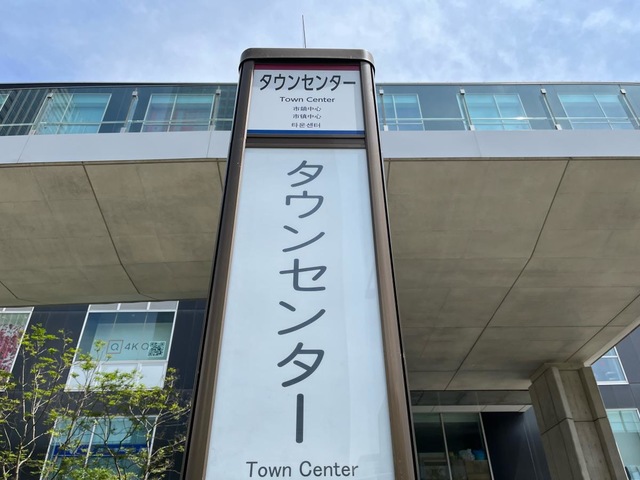 タウンセンター
Town Center
市鎮中心
市镇中心
타운센터
タウンセンター
Town Center
4K